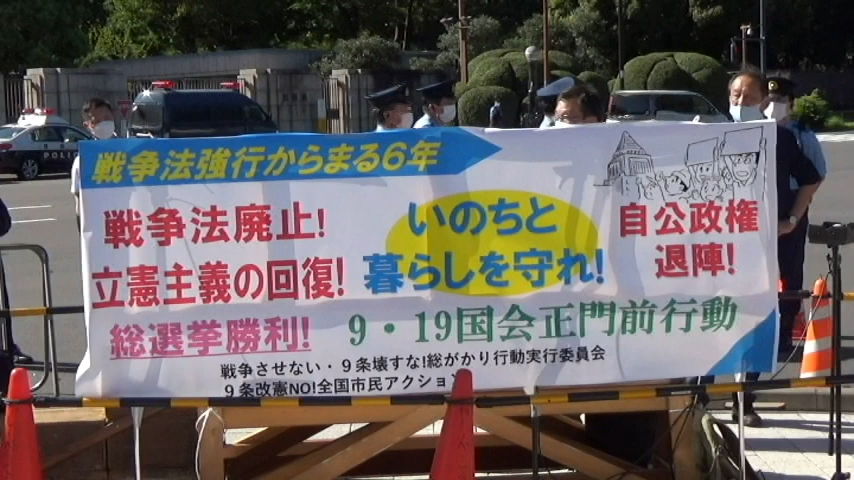 戦争法強行からまる6年
戦争法廃止!
立憲主義の回復!
総選挙勝利!
いのちと
暮らしを守れ!
自公政権
退陣!
9・19国会正門前行動
戦争させない・9条壊すな!総がかり行動実行委員会
9条改憲NO!全国市民アクション
POLICE